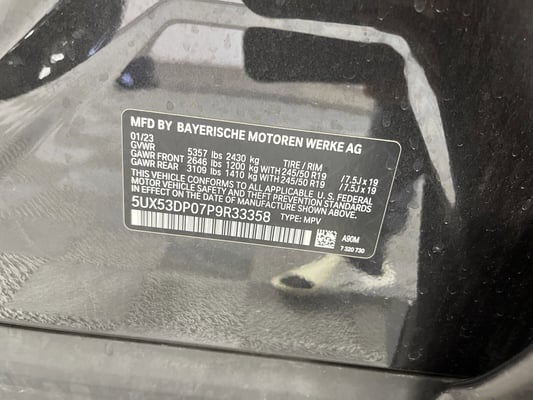 MFD BY BAYERISCHE MOTOREN WERKE AG
01/23
GVWR 5357 lbs 2430 kg TIRE / RIM
GAWR FRONT 2646 lbs 1200 kg WITH 245/50 R19 /7.5J x 19
GAWR REAR 3109 lbs 1410 kg WITH 245/50 R19 /7.5J x 19
THIS VEHICLE CONFORMS TO ALL APPLICABLE U.S. FEDERAL
MOTOR VEHICLE SAFETY, BUMPER AND THEFT PREVENTION
STANDARDS IN EFFECT ON THE DATE OF MANUFACTURE SHOWN ABOVE
5UX53DP07P9R33358 TYPE: MPV
A90M
7 320 730